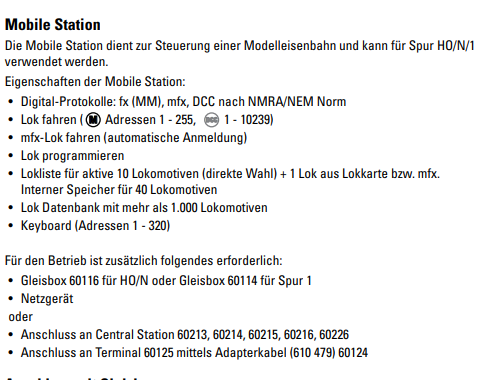 Mobile Station
Die Mobile Station dient zur Steuerung einer Modelleisenbahn und kann für Spur HO/N/1
verwendet werden.
Eigenschaften der Mobile Station:
• Digital-Protokolle: fx (MM), mfx, DCC nach NMRA/NEM Norm
• Lok fahren ( M Adressen 1 - 255, DCC 1 - 10239)
• mfx-Lok fahren (automatische Anmeldung)
• Lok programmieren
• Lokliste für aktive 10 Lokomotiven (direkte Wahl) + 1 Lok aus Lokkarte bzw. mfx.
Interner Speicher für 40 Lokomotiven
• Lok Datenbank mit mehr als 1.000 Lokomotiven
• Keyboard (Adressen 1 - 320)
Für den Betrieb ist zusätzlich folgendes erforderlich:
• Gleisbox 60116 für HO/N oder Gleisbox 60114 für Spur 1
• Netzgerät
oder
• Anschluss an Central Station 60213, 60214, 60215, 60216, 60226
• Anschluss an Terminal 60125 mittels Adapterkabel (610 479) 60124